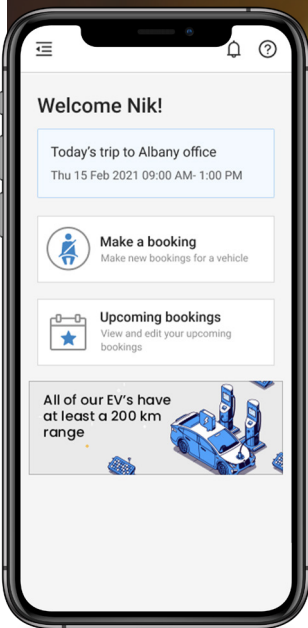 Welcome Nik!
Today's trip to Albany office
Thu 15 Feb 2021 09:00 AM- 1:00 PM
Make a booking
Make new bookings for a vehicle
Upcoming bookings
View and edit your upcoming
bookings
All of our EV's have
at least a 200 km
range